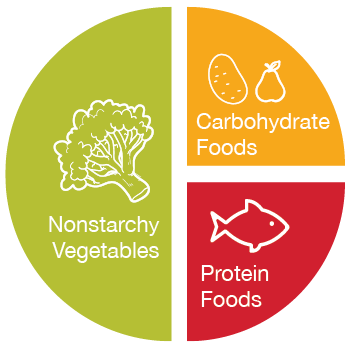 Carbohydrate
Foods
Nonstarchy
Vegetables
Protein
Foods